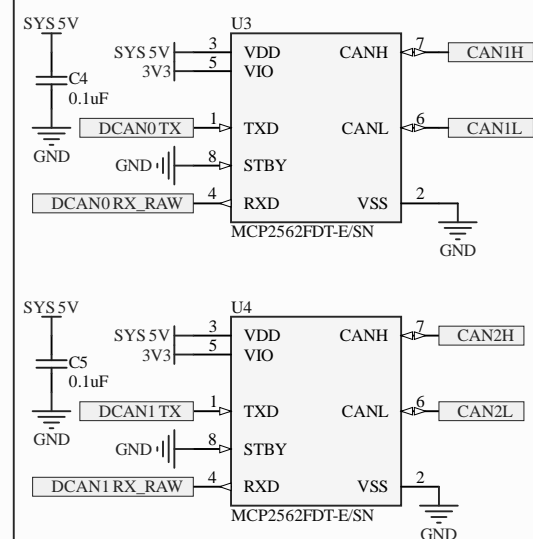 SYS 5V
C4
0.1uF
GND
U3
SYS 5V 3 VDD CANH 7 CAN1H
3V3 5 VIO
DCAN0 TX 1 TXD CANL 6 CAN1L
GND 8 STBY
DCAN0 RX_RAW 4 RXD VSS 2
GND
MCP2562FDT-E/SN
SYS 5V
C5
0.1uF
GND
U4
SYS 5V 3 VDD CANH 7 CAN2H
3V3 5 VIO
DCAN1 TX 1 TXD CANL 6 CAN2L
GND 8 STBY
DCAN1 RX_RAW 4 RXD VSS 2
MCP2562FDT-E/SN
GND